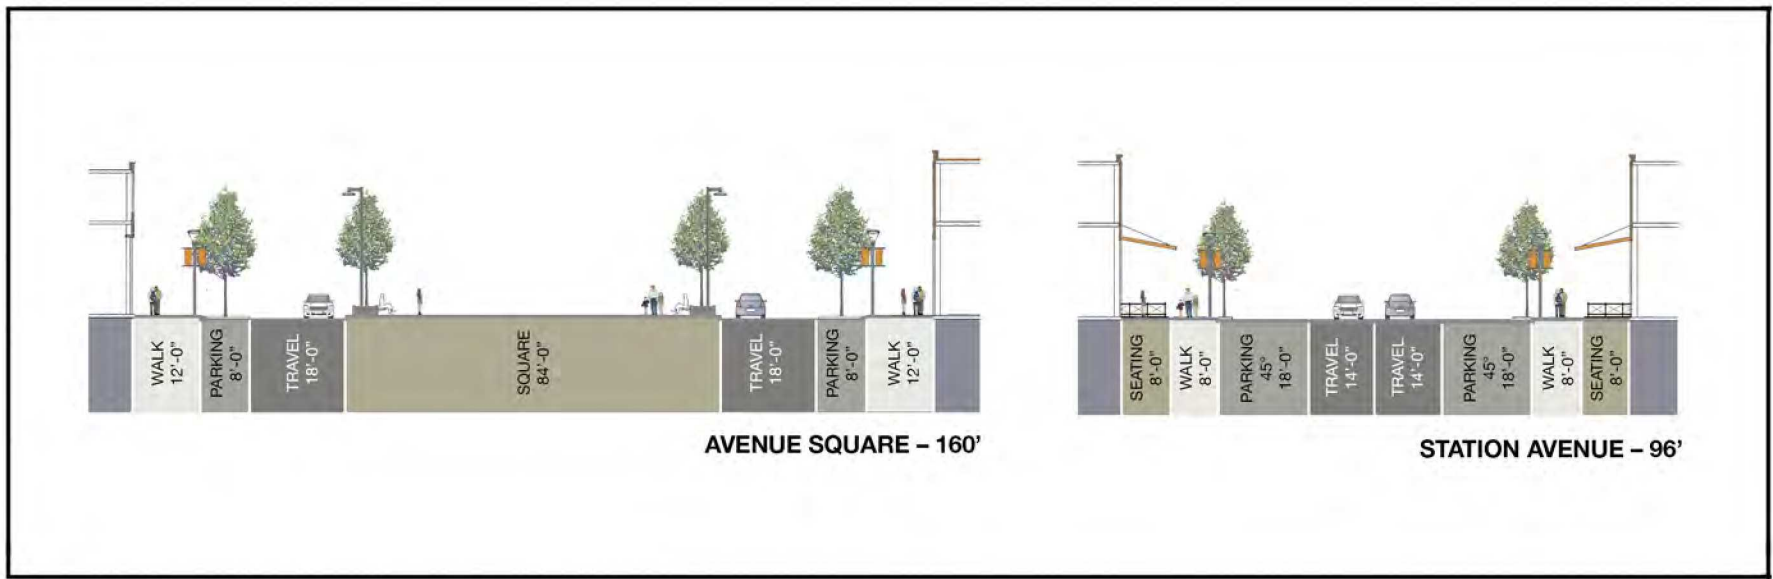 WALK
12'-0"
PARKING
8'-0"
TRAVEL
18'-0"
SQUARE
84'-0"
TRAVEL
18'-0"
PARKING
8'-0"
WALK
12'-0"
AVENUE SQUARE – 160'
SEATING
8'-0"
WALK
8'-0"
PARKING
45°
18'-0"
TRAVEL
14'-0"
TRAVEL
14'-0"
PARKING
45°
18'-0"
WALK
8'-0"
SEATING
8'-0"
STATION AVENUE – 96'